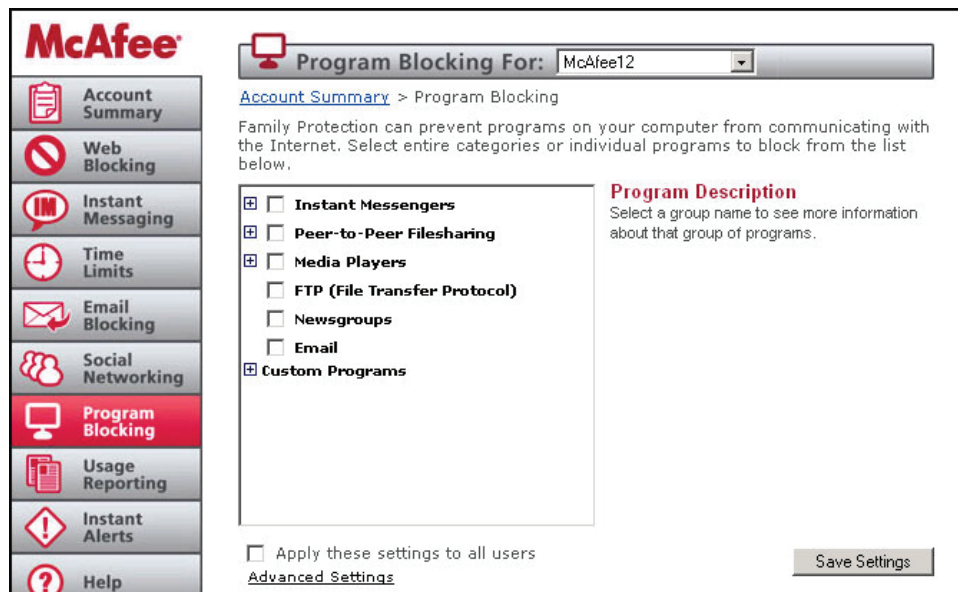 McAfee
Account
Summary
Web
Blocking
IM
Instant
Messaging
Time
Limits
Email
Blocking
Social
Networking
Program
Blocking
Usage
Reporting
Instant
Alerts
Help
Program Blocking For: McAfee12
Account Summary > Program Blocking
Family Protection can prevent programs on your computer from communicating with
the Internet. Select entire categories or individual programs to block from the list
below.
Instant Messengers
Peer-to-Peer Filesharing
Media Players
FTP (File Transfer Protocol)
Newsgroups
Email
Custom Programs
Program Description
Select a group name to see more information
about that group of programs.
Apply these settings to all users
Advanced Settings
Save Settings